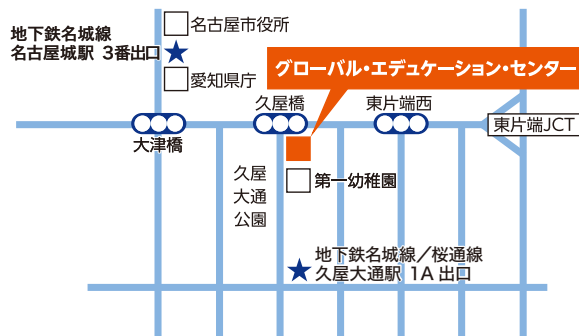 名古屋市役所
地下鉄名城線
名古屋城駅 3番出口
愛知県庁
グローバル・エデュケーション・センター
大津橋
久屋橋
東片端西
東片端JCT
久屋
大通
公園
第一幼稚園
地下鉄名城線／桜通線
久屋大通駅 1A 出口